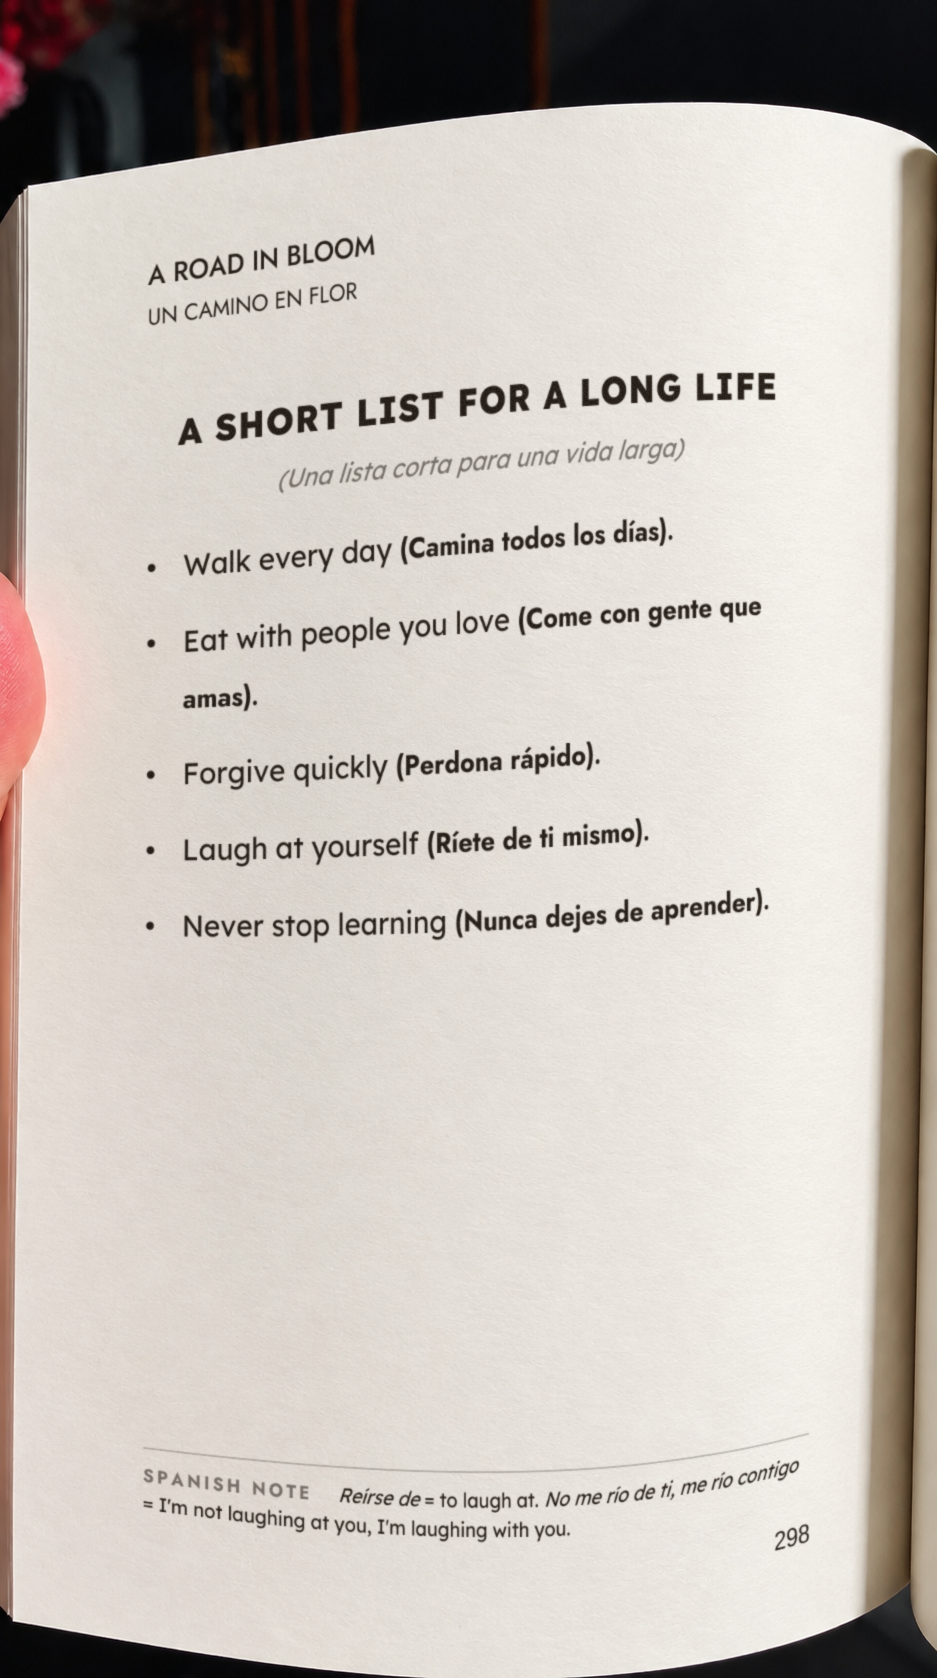 A ROAD IN BLOOM
UN CAMINO EN FLOR
A SHORT LIST FOR A LONG LIFE
(Una lista corta para una vida larga)
• Walk every day (Camina todos los días).
• Eat with people you love (Come con gente que
amas).
• Forgive quickly (Perdona rápido).
• Laugh at yourself (Ríete de ti mismo).
• Never stop learning (Nunca dejes de aprender).
SPANISH NOTE Reírse de = to laugh at. No me río de ti, me río contigo
= I'm not laughing at you, I'm laughing with you.
298